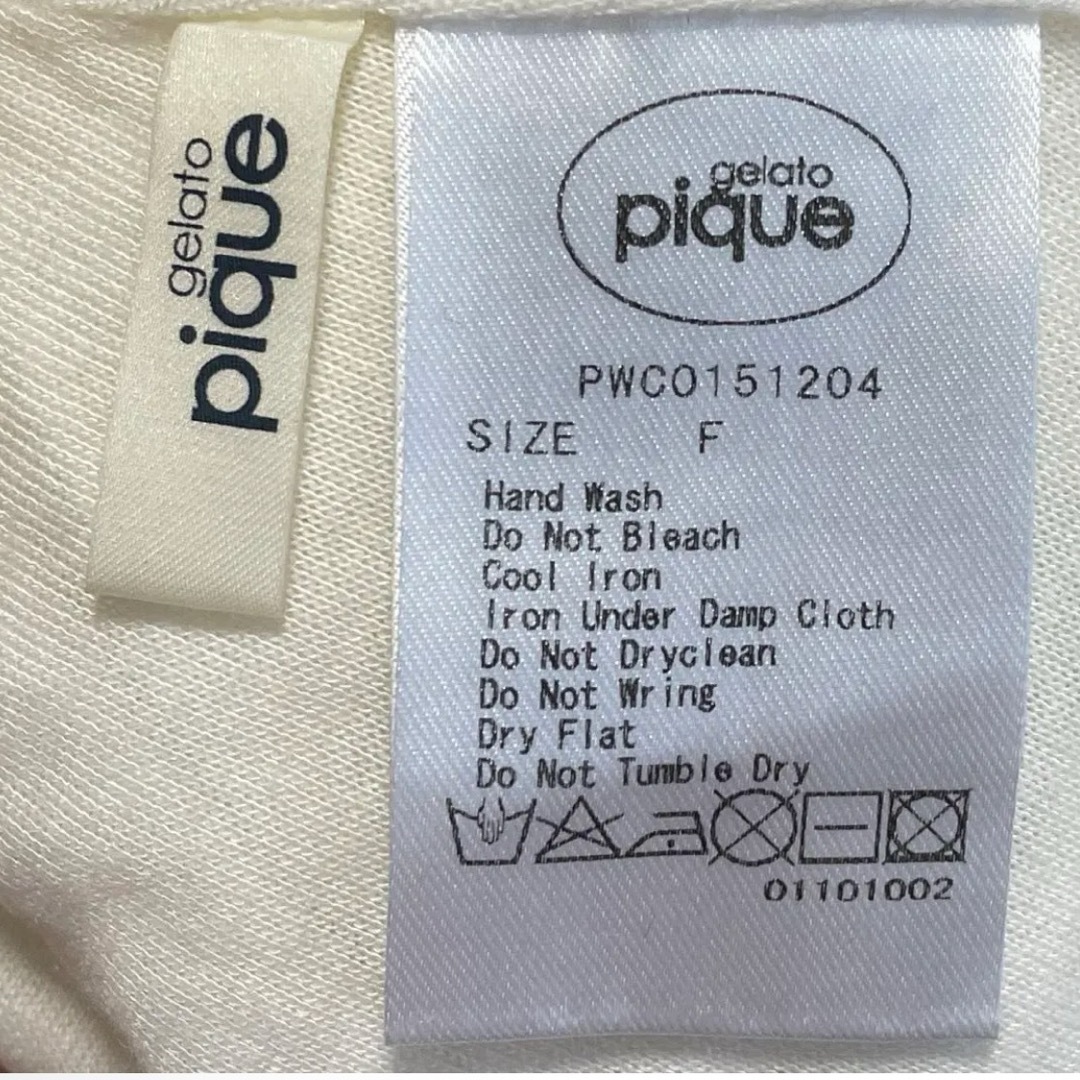 gelato
pique
gelato
pique
PWCO151204
SIZE F
Hand Wash
Do Not Bleach
Cool Iron
Iron Under Damp Cloth
Do Not Dryclean
Do Not Wring
Dry Flat
Do Not Tumble Dry
01101002